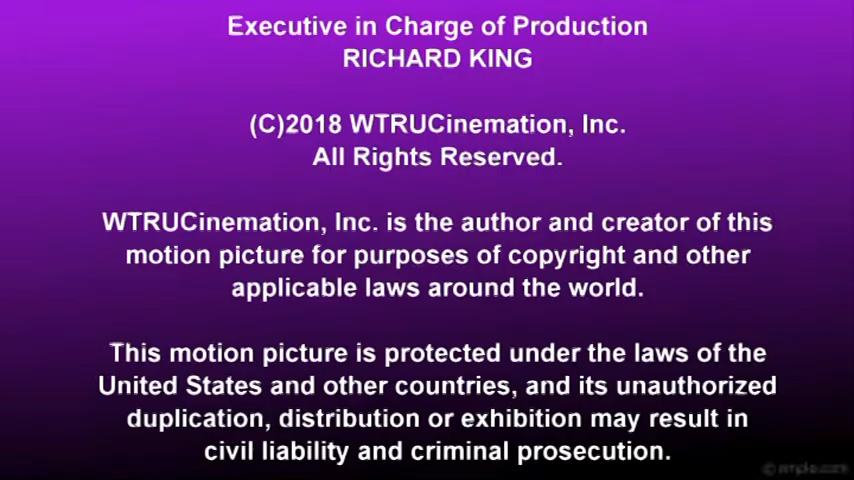 Executive in Charge of Production
RICHARD KING
(C)2018 WTRUCinemation, Inc.
All Rights Reserved.
WTRUCinemation, Inc. is the author and creator of this
motion picture for purposes of copyright and other
applicable laws around the world.
This motion picture is protected under the laws of the
United States and other countries, and its unauthorized
duplication, distribution or exhibition may result in
civil liability and criminal prosecution.